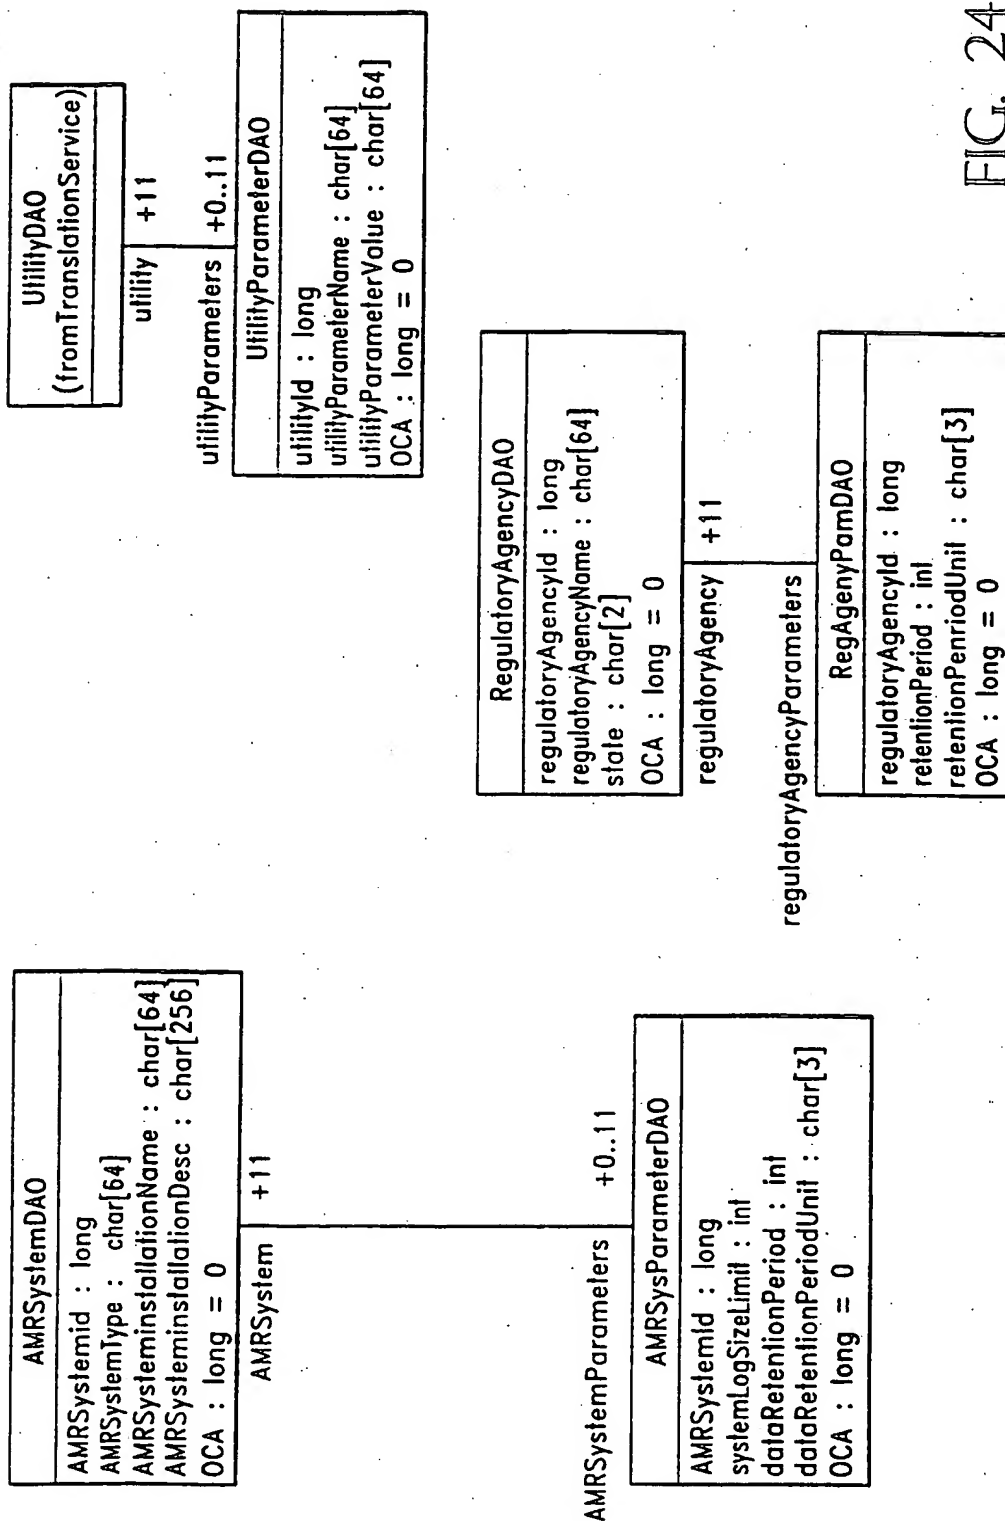 AMRSystemDAO
AMRSystemid : long
AMRSystemType : char[64]
AMRSysteminstallationName : char[64]
AMRSysteminstallationDesc : char[256]
OCA : long = 0
AMRSystem +11
AMRSystemParameters +0..11
AMRSysParameterDAO
AMRSystemId : long
systemLogSizeLimit : int
dataRetentionPeriod : int
dataRetentionPeriodUnit : char[3]
OCA : long = 0
RegulatoryAgencyDAO
regulatoryAgencyId : long
regulatoryAgencyName : char[64]
state : char[2]
OCA : long = 0
regulatoryAgency +11
regulatoryAgencyParameters
RegAgenyPamDAO
regulatoryAgencyId : long
retentionPeriod : int
retentionPenriodUnit : char[3]
OCA : long = 0
UtilityDAO
(fromTranslationService)
utility +11
utilityParameters +0..11
UtilityParameterDAO
utilityId : long
utilityParameterName : char[64]
utilityParameterValue : char[64]
OCA : long = 0
FIG. 24